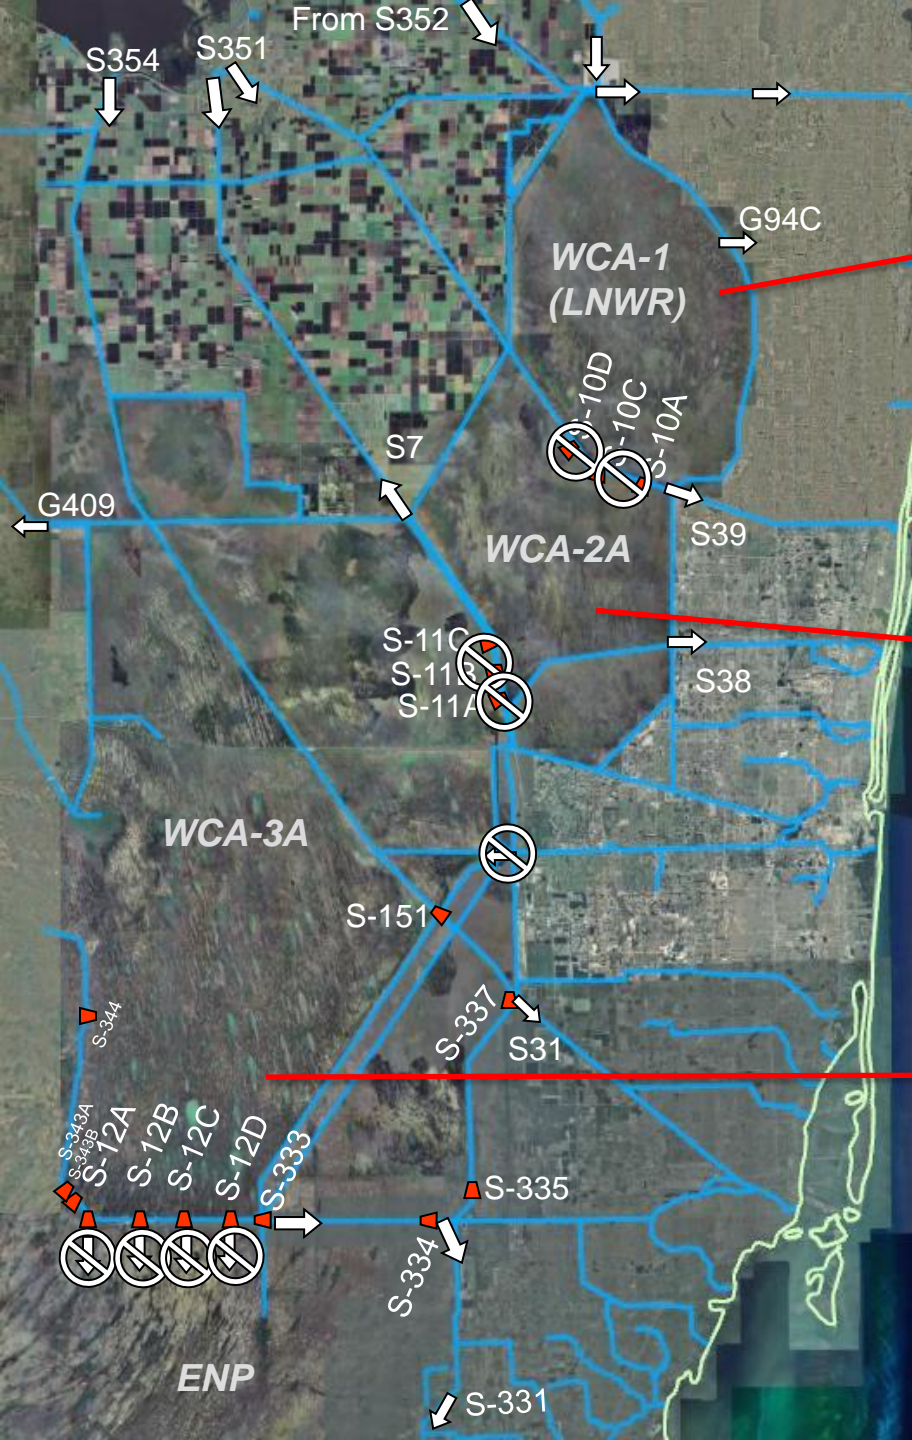 From S352
S351
S354
G94C
WCA-1
(LNWR)
S-10D
S-10C
S-10A
S7
G409
S39
WCA-2A
S-11C
S-11B
S-11A
S38
WCA-3A
S-151
S-344
S-337
S31
S-343A
S-343B
S-12A
S-12B
S-12C
S-12D
S-333
S-335
S-334
ENP
S-331